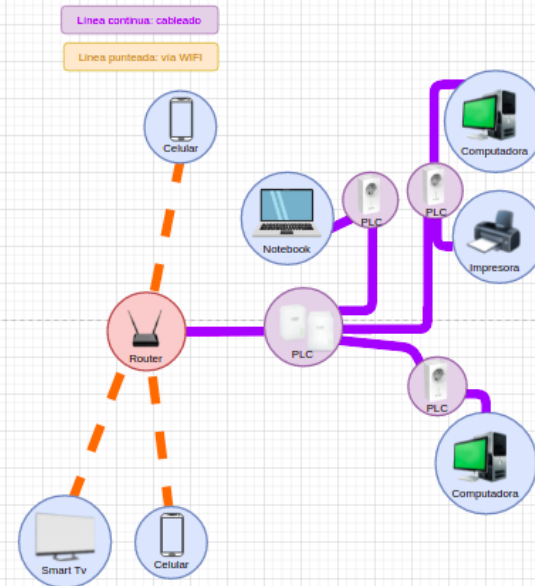 Linea continua: cableado
Linea punteada: vía WIFI
Celular
Computadora
PLC
PLC
Notebook
Impresora
Router
PLC
PLC
Computadora
Smart Tv
Celular